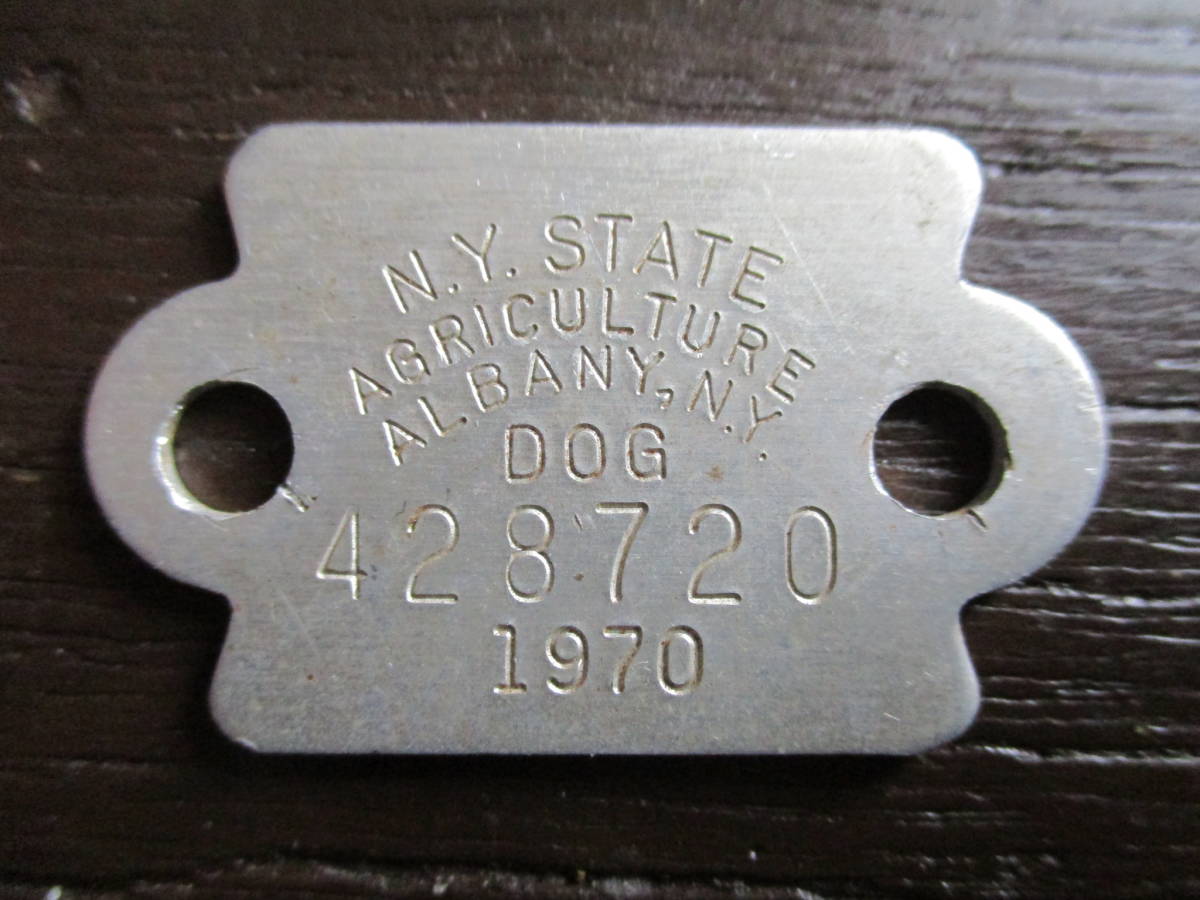 N.Y. STATE
AGRICULTURE
ALBANY, N.Y.
DOG
428720
1970